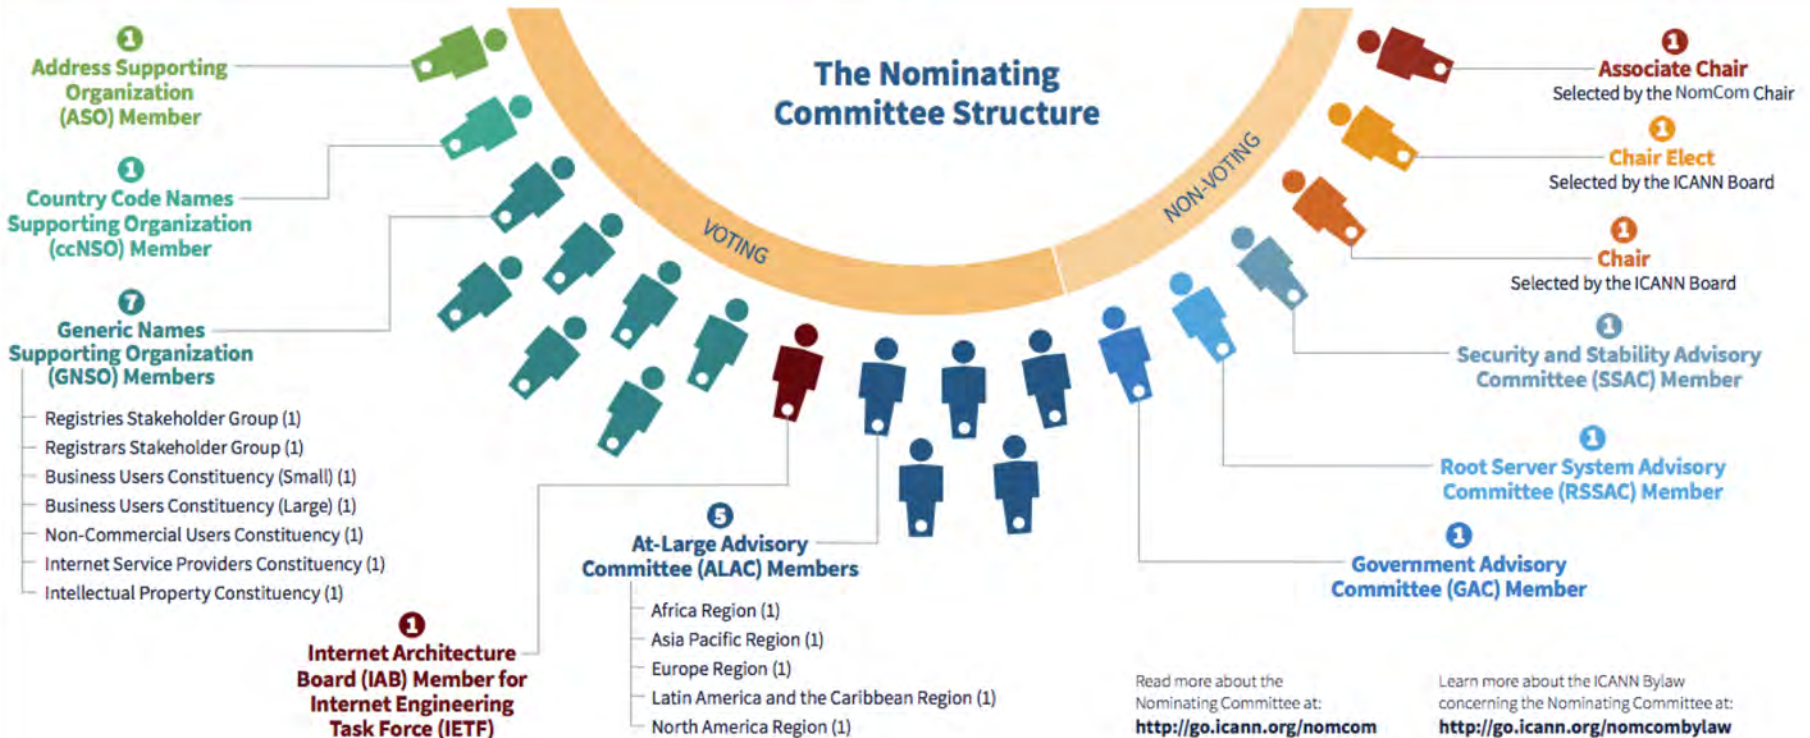 The Nominating
Committee Structure
VOTING
NON-VOTING
1
Address Supporting
Organization
(ASO) Member
1
Country Code Names
Supporting Organization
(ccNSO) Member
7
Generic Names
Supporting Organization
(GNSO) Members
Registries Stakeholder Group (1)
Registrars Stakeholder Group (1)
Business Users Constituency (Small) (1)
Business Users Constituency (Large) (1)
Non-Commercial Users Constituency (1)
Internet Service Providers Constituency (1)
Intellectual Property Constituency (1)
1
Internet Architecture
Board (IAB) Member for
Internet Engineering
Task Force (IETF)
5
At-Large Advisory
Committee (ALAC) Members
Africa Region (1)
Asia Pacific Region (1)
Europe Region (1)
Latin America and the Caribbean Region (1)
North America Region (1)
1
Associate Chair
Selected by the NomCom Chair
1
Chair Elect
Selected by the ICANN Board
1
Chair
Selected by the ICANN Board
1
Security and Stability Advisory
Committee (SSAC) Member
1
Root Server System Advisory
Committee (RSSAC) Member
1
Government Advisory
Committee (GAC) Member
Read more about the
Nominating Committee at:
http://go.icann.org/nomcom
Learn more about the ICANN Bylaw
concerning the Nominating Committee at:
http://go.icann.org/nomcombylaw